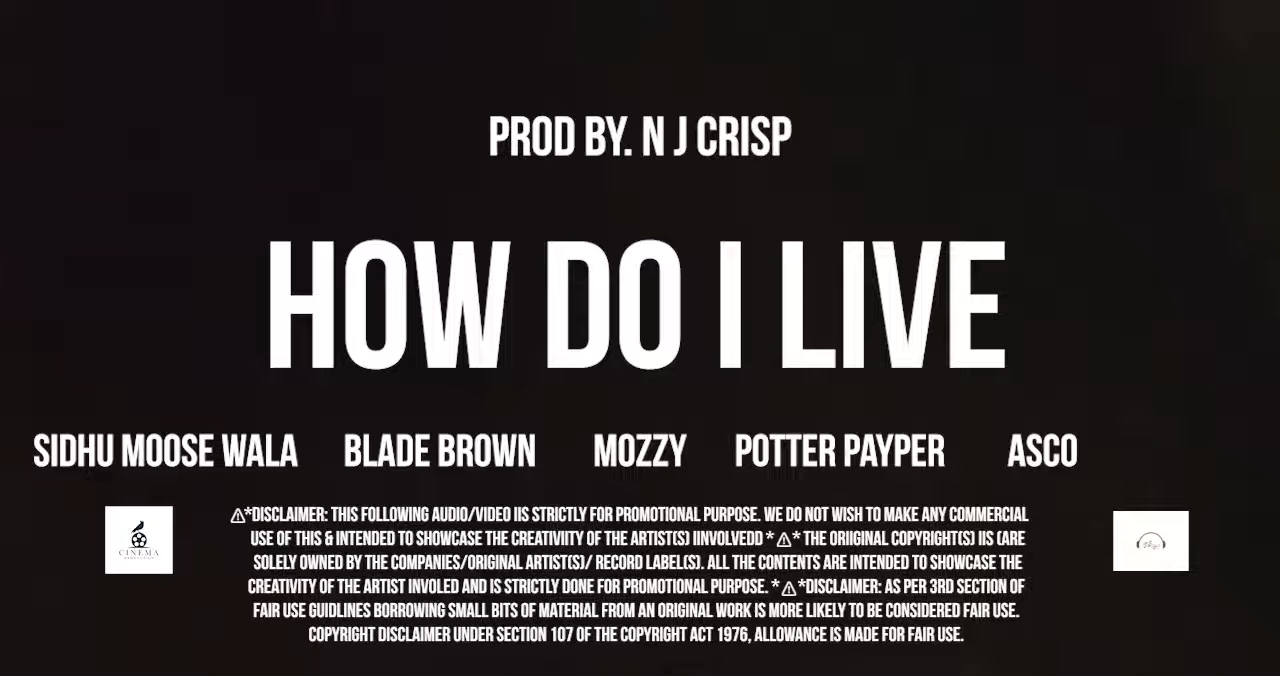 PROD BY. N J CRISP
HOW DO I LIVE
SIDHU MOOSE WALA BLADE BROWN MOZZY POTTER PAYPER ASCO
⚠*DISCLAIMER: THIS FOLLOWING AUDIO/VIDEO IIS STRICTLY FOR PROMOTIONAL PURPOSE. WE DO NOT WISH TO MAKE ANY COMMERCIAL
USE OF THIS & INTENDED TO SHOWCASE THE CREATIVIITY OF THE ARTIST(S) IINVOLVEDD *⚠* THE ORIIGINAL COPYRIGHT(S) IIS (ARE
SOLELY OWNED BY THE COMPANIES/ORIGINAL ARTIST(S)/ RECORD LABEL(S). ALL THE CONTENTS ARE INTENDED TO SHOWCASE THE
CREATIVITY OF THE ARTIST INVOLED AND IS STRICTLY DONE FOR PROMOTIONAL PURPOSE. *⚠*DISCLAIMER: AS PER 3RD SECTION OF
FAIR USE GUIDLINES BORROWING SMALL BITS OF MATERIAL FROM AN ORIGINAL WORK IS MORE LIKELY TO BE CONSIDERED FAIR USE.
COPYRIGHT DISCLAIMER UNDER SECTION 107 OF THE COPYRIGHT ACT 1976, ALLOWANCE IS MADE FOR FAIR USE.
CINEMA